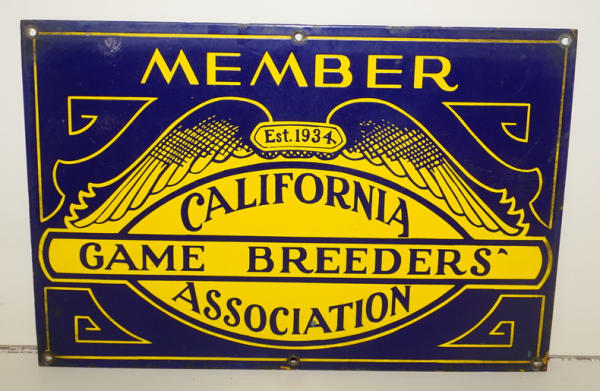 MEMBER
Est. 1934
CALIFORNIA
GAME BREEDERS'
ASSOCIATION